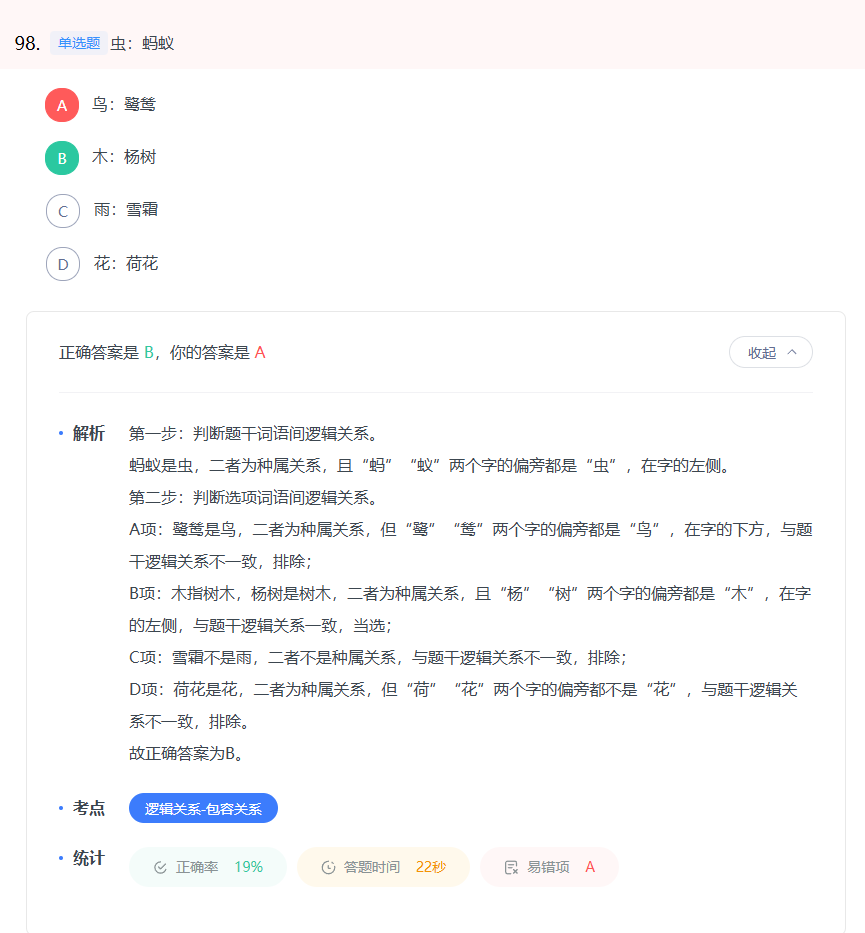 98. 单选题 虫：蚂蚁
A 鸟：鹭鸶
B 木：杨树
C 雨：雪霜
D 花：荷花
正确答案是 B，你的答案是 A 收起
解析 第一步：判断题干词语间逻辑关系。
蚂蚁是虫，二者为种属关系，且“蚂”“蚁”两个字的偏旁都是“虫”，在字的左侧。
第二步：判断选项词语间逻辑关系。
A项：鹭鸶是鸟，二者为种属关系，但“鹭”“鸶”两个字的偏旁都是“鸟”，在字的下方，与题
干逻辑关系不一致，排除；
B项：木指树木，杨树是树木，二者为种属关系，且“杨”“树”两个字的偏旁都是“木”，在字
的左侧，与题干逻辑关系一致，当选；
C项：雪霜不是雨，二者不是种属关系，与题干逻辑关系不一致，排除；
D项：荷花是花，二者为种属关系，但“荷”“花”两个字的偏旁都不是“花”，与题干逻辑关
系不一致，排除。
故正确答案为B。
考点 逻辑关系-包容关系
统计 正确率 19% 答题时间 22秒 易错项 A